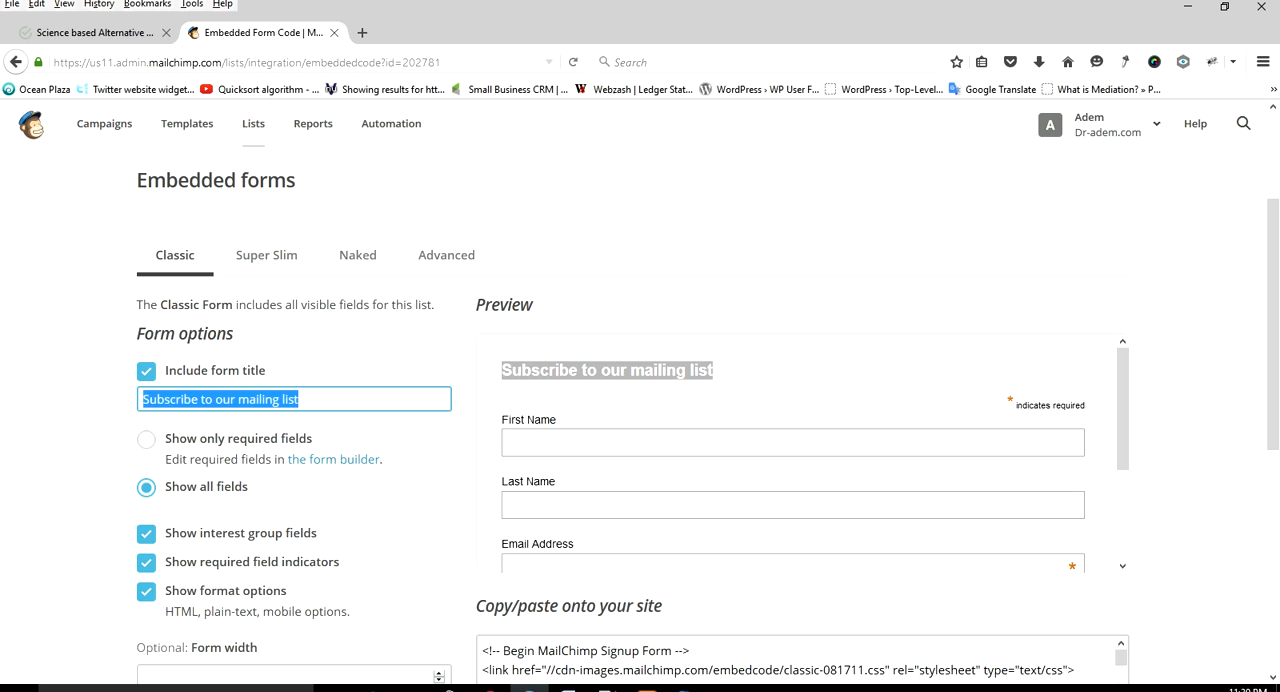 File Edit View History Bookmarks Tools Help
Science based Alternative ... Embedded Form Code | M...
https://us11.admin.mailchimp.com/lists/integration/embeddedcode?id=202781 Search
Ocean Plaza Twitter website widget... Quicksort algorithm - ... Showing results for htt... Small Business CRM | ... Webzash | Ledger Stat... WordPress › WP User F... WordPress › Top-Level... Google Translate What is Mediation? » P... »
Campaigns Templates Lists Reports Automation A Adem Help
Dr-adem.com
Embedded forms
Classic Super Slim Naked Advanced
The Classic Form includes all visible fields for this list.
Preview
Form options
Include form title
Subscribe to our mailing list
Subscribe to our mailing list
* indicates required
First Name
Show only required fields
Edit required fields in the form builder.
Show all fields
Last Name
Show interest group fields
Email Address
Show required field indicators
*
Show format options
HTML, plain-text, mobile options.
Copy/paste onto your site
Optional: Form width
<!-- Begin MailChimp Signup Form -->
<link href="//cdn-images.mailchimp.com/embedcode/classic-081711.css" rel="stylesheet" type="text/css">
11:20 PM